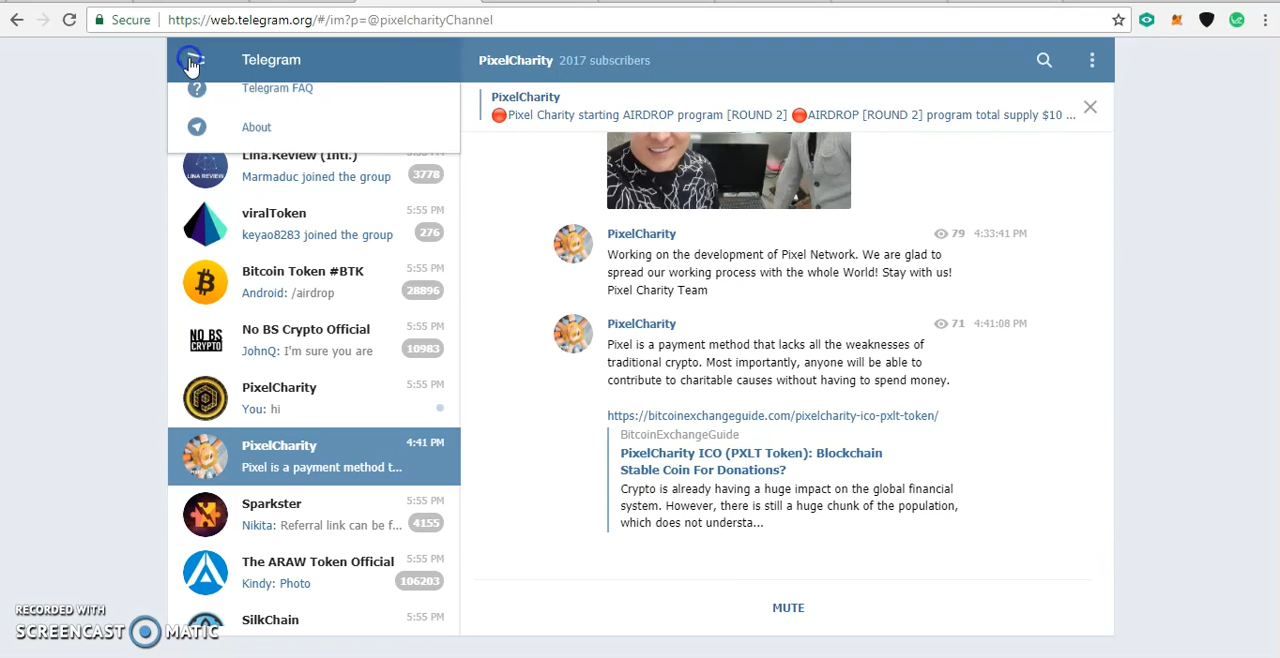 Secure https://web.telegram.org/#/im?p=@pixelcharityChannel
Telegram
PixelCharity 2017 subscribers
Telegram FAQ
About
PixelCharity
🔴Pixel Charity starting AIRDROP program [ROUND 2] 🔴AIRDROP [ROUND 2] program total supply $10 ...
Lina.Review (Intl.) 5:55 PM
Marmaduc joined the group 3778
viralToken 5:55 PM
keyao8283 joined the group 276
Bitcoin Token #BTK 5:55 PM
Android: /airdrop 28896
NO BS CRYPTO
No BS Crypto Official 5:55 PM
JohnQ: I'm sure you are 10983
PixelCharity 5:55 PM
You: hi
PixelCharity 4:41 PM
Pixel is a payment method t...
Sparkster 5:55 PM
Nikita: Referral link can be f... 4155
The ARAW Token Official 5:55 PM
Kindy: Photo 106203
SilkChain 5:55 PM
PixelCharity 79 4:33:41 PM
Working on the development of Pixel Network. We are glad to
spread our working process with the whole World! Stay with us!
Pixel Charity Team
PixelCharity 71 4:41:08 PM
Pixel is a payment method that lacks all the weaknesses of
traditional crypto. Most importantly, anyone will be able to
contribute to charitable causes without having to spend money.
https://bitcoinexchangeguide.com/pixelcharity-ico-pxlt-token/
BitcoinExchangeGuide
PixelCharity ICO (PXLT Token): Blockchain
Stable Coin For Donations?
Crypto is already having a huge impact on the global financial
system. However, there is still a huge chunk of the population,
which does not understa...
MUTE
RECORDED WITH
SCREENCAST MATIC
LINA REVIEW